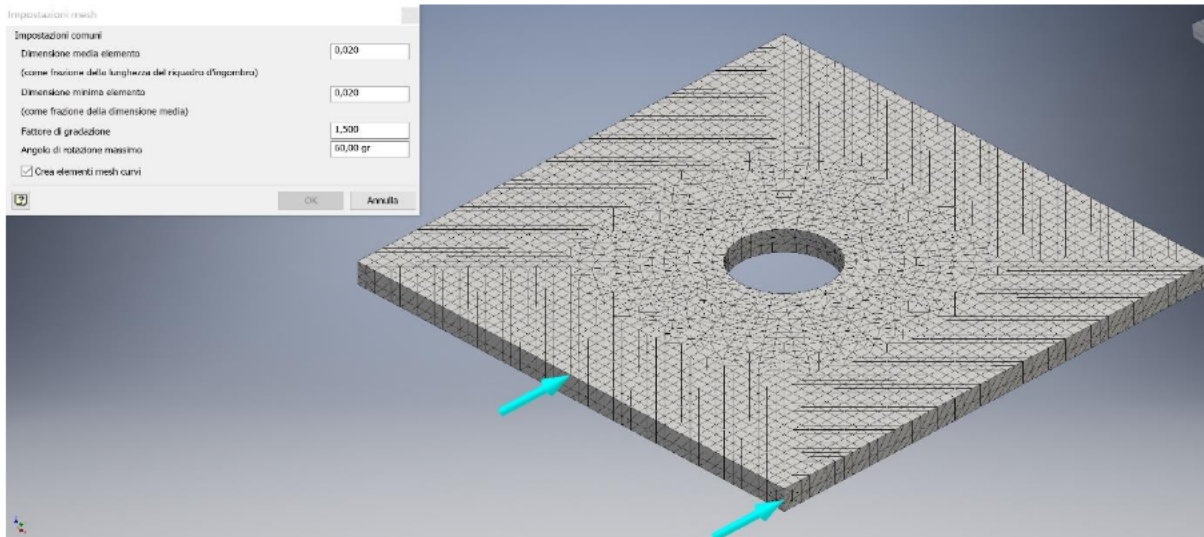 Impostazioni mesh
Impostazioni comuni
Dimensione media elemento 0,020
(come frazione della lunghezza del riquadro d'ingombro)
Dimensione minima elemento 0,020
(come frazione della dimensione media)
Fattore di gradazione 1,500
Angolo di rotazione massimo 60,00 gr
Crea elementi mesh curvi
OK Annulla